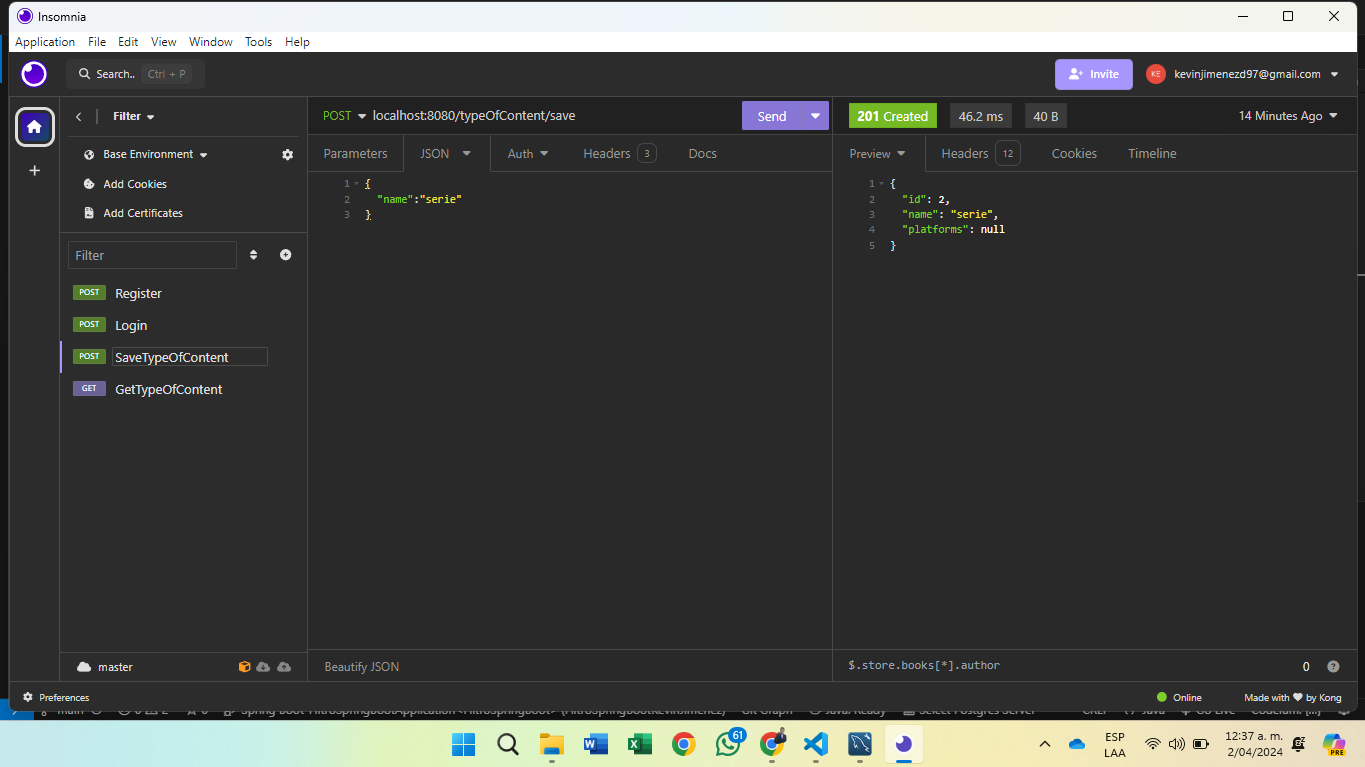 Insomnia
Application File Edit View Window Tools Help
Search.. Ctrl + P
Invite
KE kevinjimenezd97@gmail.com
Filter
POST localhost:8080/typeOfContent/save
Send
201 Created 46.2 ms 40 B
14 Minutes Ago
Base Environment
Add Cookies
Add Certificates
Parameters JSON Auth Headers 3 Docs
Preview Headers 12 Cookies Timeline
1 {
2 "name":"serie"
3 }
1 {
2 "id": 2,
3 "name": "serie",
4 "platforms": null
5 }
Filter
POST Register
POST Login
POST SaveTypeOfContent
GET GetTypeOfContent
master
Beautify JSON
$.store.books[*].author
0
?
Preferences
Online
Made with ❤ by Kong
61
PRE
ESP
LAA
12:37 a. m.
2/04/2024